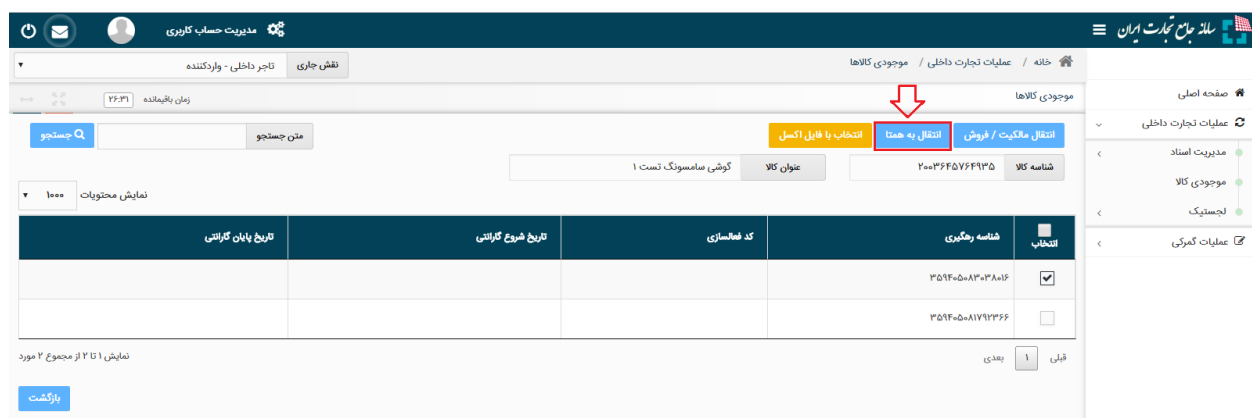 سامانه جامع تجارت ایران
مدیریت حساب کاربری
خانه / عملیات تجارت داخلی / موجودی کالاها
نقش جاری
تاجر داخلی - واردکننده
موجودی کالاها
زمان باقیمانده ۲۶:۳۱
صفحه اصلی
عملیات تجارت داخلی
مدیریت اسناد
موجودی کالا
لجستیک
عملیات گمرکی
انتقال مالکیت / فروش
انتقال به همتا
انتخاب با فایل اکسل
متن جستجو
جستجو
شناسه کالا ۲۰۰۳۶۴۵۷۶۴۹۳۵
عنوان کالا گوشی سامسونگ تست ۱
نمایش محتویات ۱۰۰۰
انتخاب شناسه رهگیری کد فعالسازی تاریخ شروع گارانتی تاریخ پایان گارانتی
۳۵۹۴۰۵۰۸۳۰۳۸۰۱۶
۳۵۹۴۰۵۰۸۱۷۹۲۳۶۶
قبلی ۱ بعدی
نمایش ۱ تا ۲ از مجموع ۲ مورد
بازگشت